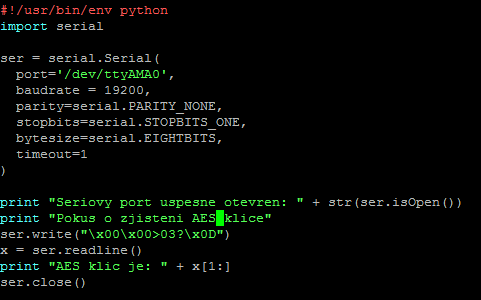 #!/usr/bin/env python
import serial
ser = serial.Serial(
port='/dev/ttyAMA0',
baudrate = 19200,
parity=serial.PARITY_NONE,
stopbits=serial.STOPBITS_ONE,
bytesize=serial.EIGHTBITS,
timeout=1
)
print "Seriovy port uspesne otevren: " + str(ser.isOpen())
print "Pokus o zjisteni AES klice"
ser.write("\x00\x00>03?\x0D")
x = ser.readline()
print "AES klic je: " + x[1:]
ser.close()